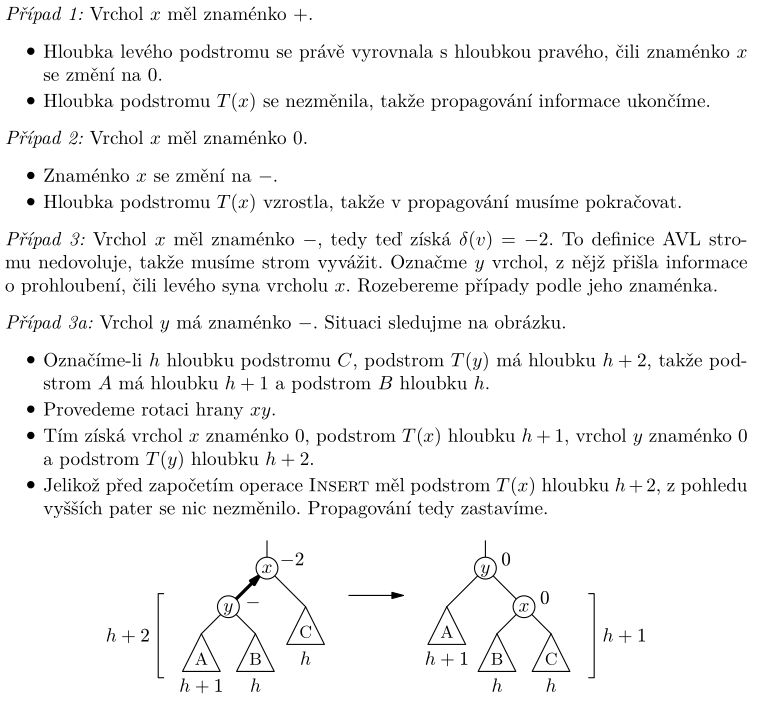 Případ 1: Vrchol x měl znaménko +.
• Hloubka levého podstromu se právě vyrovnala s hloubkou pravého, čili znaménko x
se změní na 0.
• Hloubka podstromu T(x) se nezměnila, takže propagování informace ukončíme.
Případ 2: Vrchol x měl znaménko 0.
• Znaménko x se změní na −.
• Hloubka podstromu T(x) vzrostla, takže v propagování musíme pokračovat.
Případ 3: Vrchol x měl znaménko −, tedy teď získá δ(v) = −2. To definice AVL stro-
mu nedovoluje, takže musíme strom vyvážit. Označme y vrchol, z nějž přišla informace
o prohloubení, čili levého syna vrcholu x. Rozebereme případy podle jeho znaménka.
Případ 3a: Vrchol y má znaménko −. Situaci sledujme na obrázku.
• Označíme-li h hloubku podstromu C, podstrom T(y) má hloubku h + 2, takže pod-
strom A má hloubku h + 1 a podstrom B hloubku h.
• Provedeme rotaci hrany xy.
• Tím získá vrchol x znaménko 0, podstrom T(x) hloubku h + 1, vrchol y znaménko 0
a podstrom T(y) hloubku h + 2.
• Jelikož před započetím operace INSERT měl podstrom T(x) hloubku h + 2, z pohledu
vyšších pater se nic nezměnilo. Propagování tedy zastavíme.
x −2 y 0
y − x 0
h + 2 C A h + 1
A B h h + 1 B C
h + 1 h h h